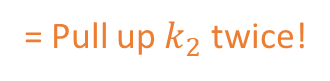 = Pull up k₂ twice!